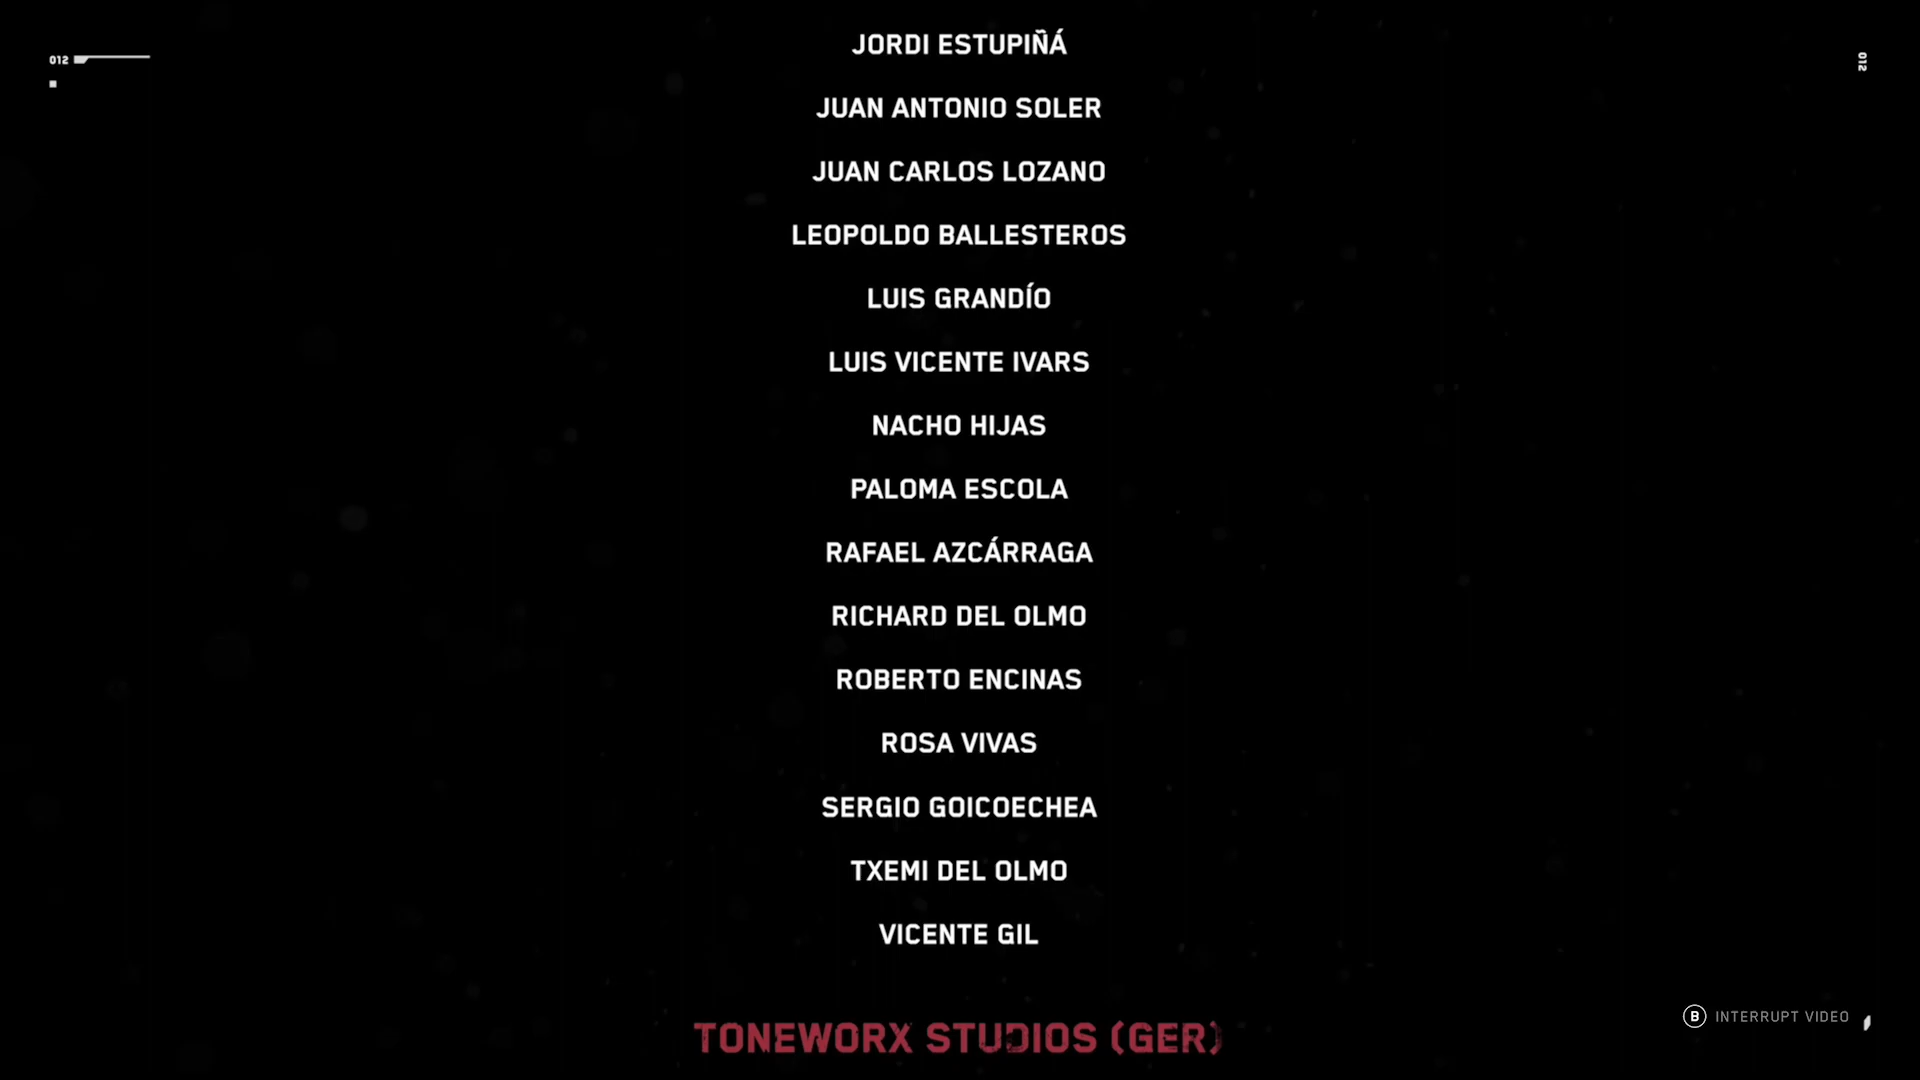 012
012
JORDI ESTUPIÑÁ
JUAN ANTONIO SOLER
JUAN CARLOS LOZANO
LEOPOLDO BALLESTEROS
LUIS GRANDÍO
LUIS VICENTE IVARS
NACHO HIJAS
PALOMA ESCOLA
RAFAEL AZCÁRRAGA
RICHARD DEL OLMO
ROBERTO ENCINAS
ROSA VIVAS
SERGIO GOICOECHEA
TXEMI DEL OLMO
VICENTE GIL
B INTERRUPT VIDEO
TONEWORX STUDIOS (GER)